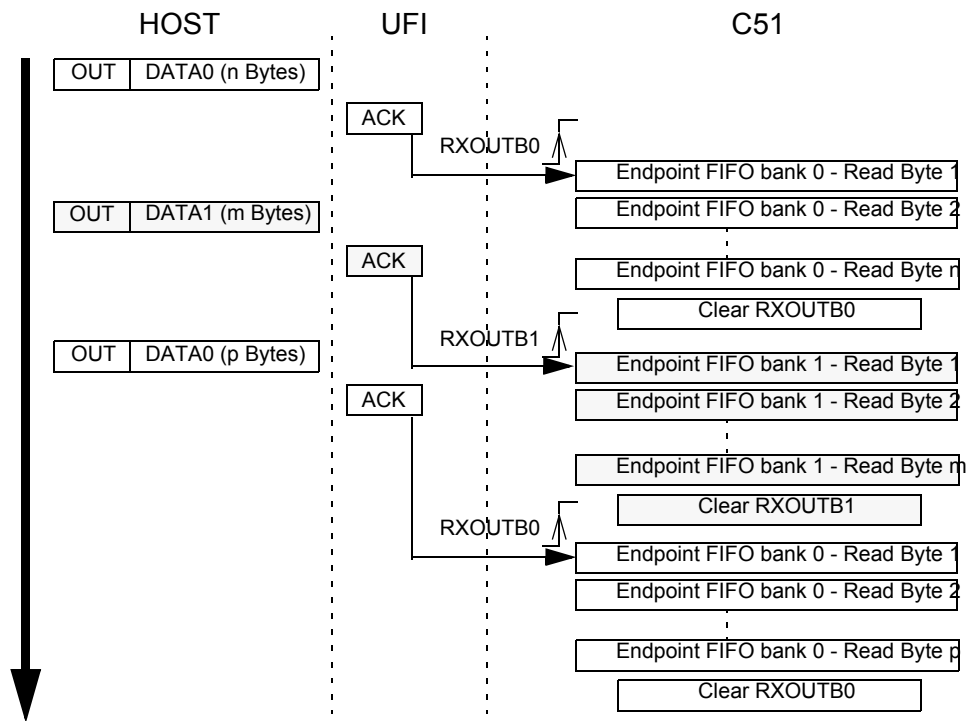 HOST UFI C51
OUT DATA0 (n Bytes)
ACK
RXOUTB0
Endpoint FIFO bank 0 - Read Byte 1
OUT DATA1 (m Bytes)
Endpoint FIFO bank 0 - Read Byte 2
ACK
Endpoint FIFO bank 0 - Read Byte n
Clear RXOUTB0
RXOUTB1
OUT DATA0 (p Bytes)
Endpoint FIFO bank 1 - Read Byte 1
ACK
Endpoint FIFO bank 1 - Read Byte 2
Endpoint FIFO bank 1 - Read Byte m
Clear RXOUTB1
RXOUTB0
Endpoint FIFO bank 0 - Read Byte 1
Endpoint FIFO bank 0 - Read Byte 2
Endpoint FIFO bank 0 - Read Byte p
Clear RXOUTB0